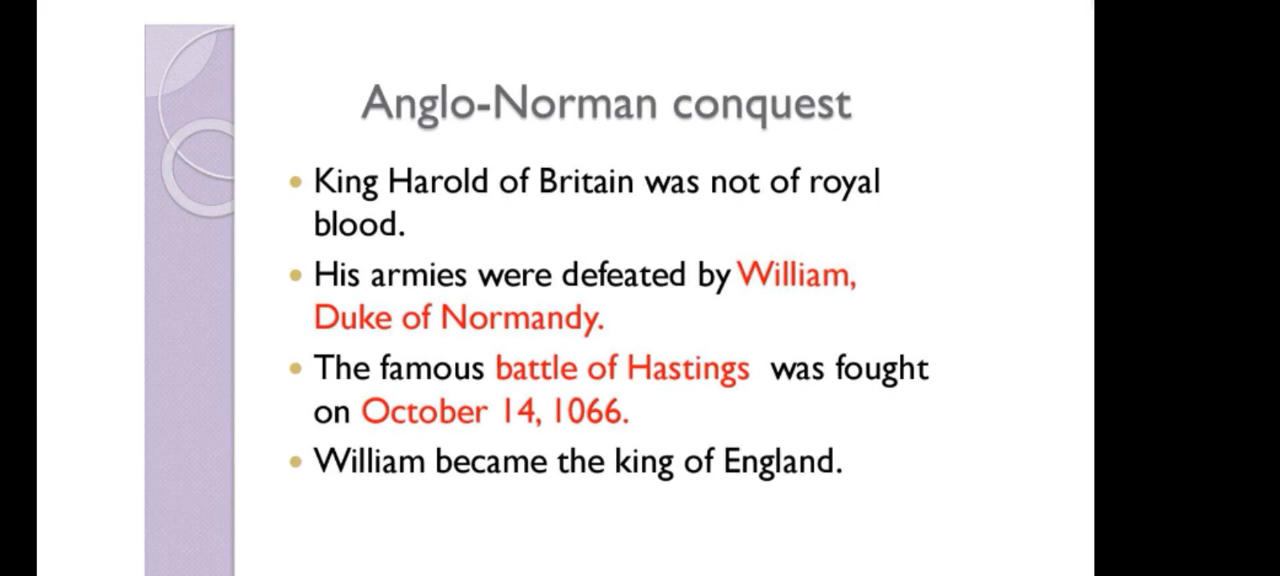 Anglo-Norman conquest
• King Harold of Britain was not of royal
blood.
• His armies were defeated by William,
Duke of Normandy.
• The famous battle of Hastings was fought
on October 14, 1066.
• William became the king of England.